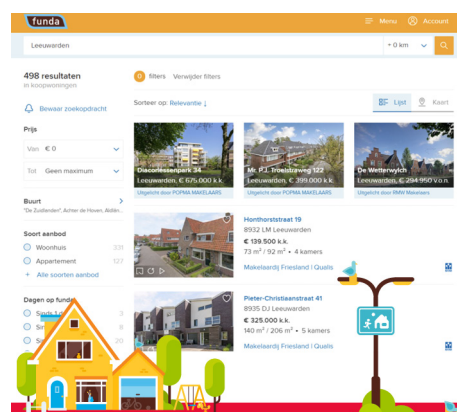 funda
Menu
Account
Leeuwarden
+ 0 km
498 resultaten
in koopwoningen
0 filters Verwijder filters
Bewaar zoekopdracht
Sorteer op: Relevantie ↓
Lijst
Kaart
Prijs
Van € 0
Tot Geen maximum
Buurt
"De Zuidlanden", Achter de Hoven, Aldlân...
Soort aanbod
Woonhuis 331
Appartement 127
+ Alle soorten aanbod
Dagen op funda
3
8
20
Diaconessenpark 34
Leeuwarden, € 675.000 k.k.
Uitgelicht door POPMA MAKELAARS
Mr. P.J. Troelstraweg 122
Leeuwarden, € 399.000 k.k.
Uitgelicht door POPMA MAKELAARS
De Wetterwylch
Leeuwarden, € 294.950 v.o.n.
Uitgelicht door RMW Makelaars
Honthorststraat 19
8932 LM Leeuwarden
€ 139.500 k.k.
73 m² / 92 m² • 4 kamers
Makelaardij Friesland | Qualis
Pieter-Christiaanstraat 41
8935 DJ Leeuwarden
€ 325.000 k.k.
140 m² / 206 m² • 5 kamers
Makelaardij Friesland | Qualis